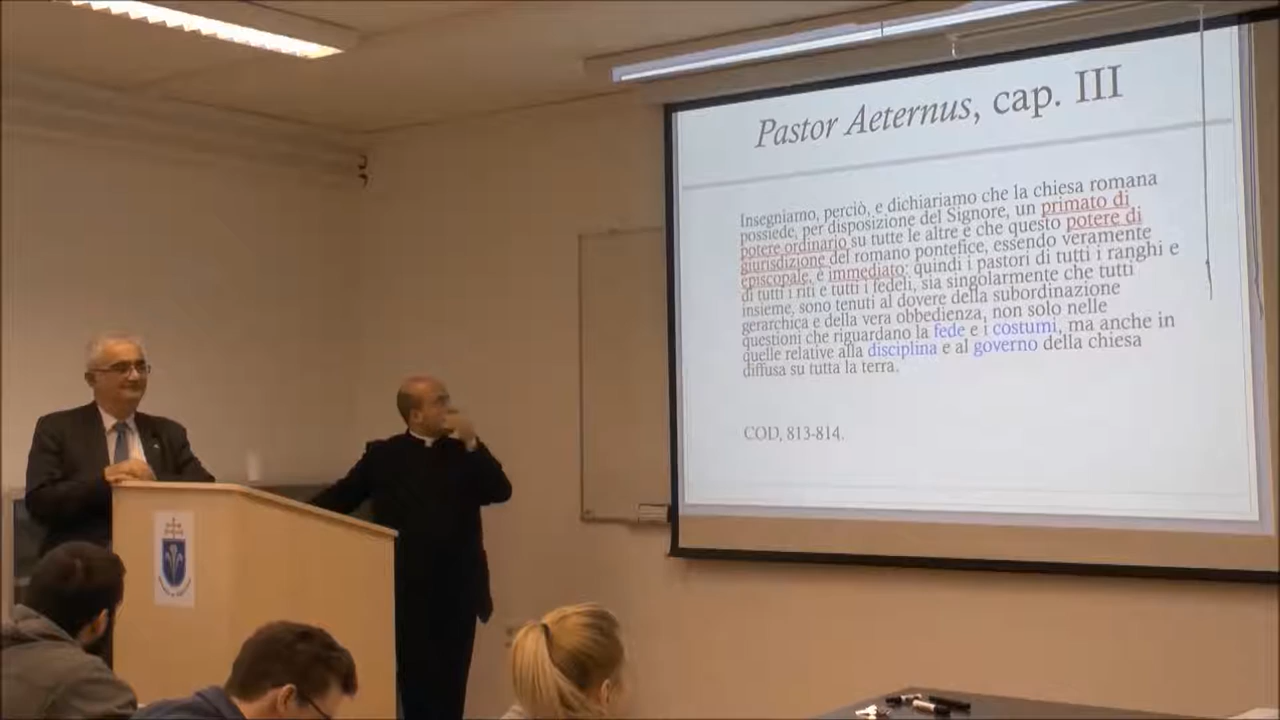 Pastor Aeternus, cap. III
Insegniamo, perciò, e dichiariamo che la chiesa romana
possiede, per disposizione del Signore, un primato di
potere ordinario su tutte le altre e che questo potere di
giurisdizione del romano pontefice, essendo veramente
episcopale, è immediato: quindi i pastori di tutti i ranghi e
di tutti i riti e tutti i fedeli, sia singolarmente che tutti
insieme, sono tenuti al dovere della subordinazione
gerarchica e della vera obbedienza, non solo nelle
questioni che riguardano la fede e i costumi, ma anche in
quelle relative alla disciplina e al governo della chiesa
diffusa su tutta la terra.
COD, 813-814.